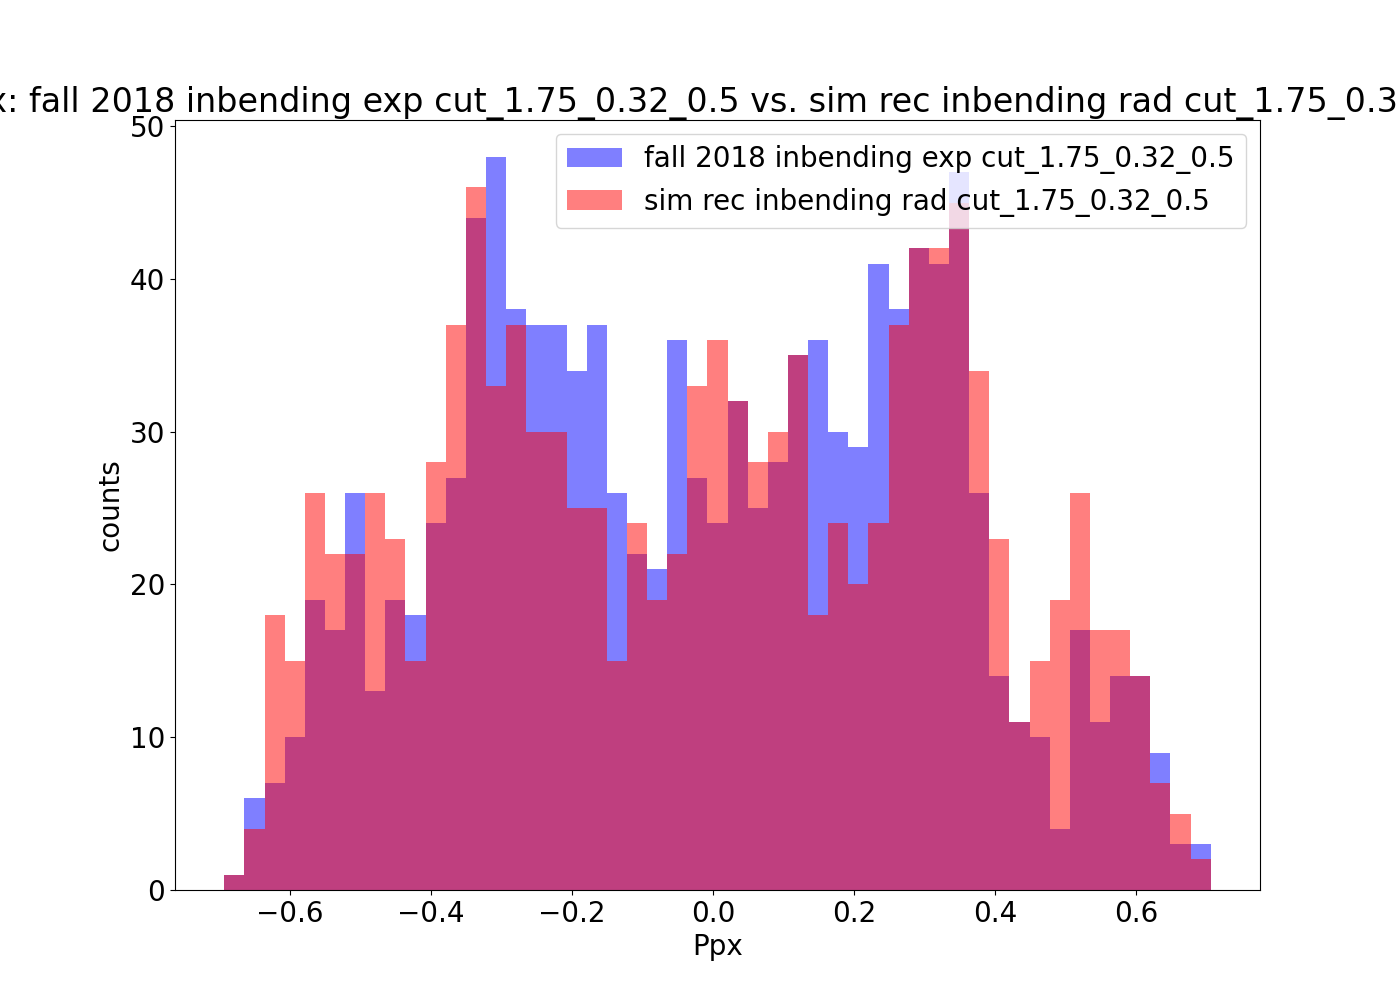 x: fall 2018 inbending exp cut_1.75_0.32_0.5 vs. sim rec inbending rad cut_1.75_0.3
fall 2018 inbending exp cut_1.75_0.32_0.5
sim rec inbending rad cut_1.75_0.32_0.5
50
40
30
20
10
0
counts
−0.6 −0.4 −0.2 0.0 0.2 0.4 0.6
Ppx